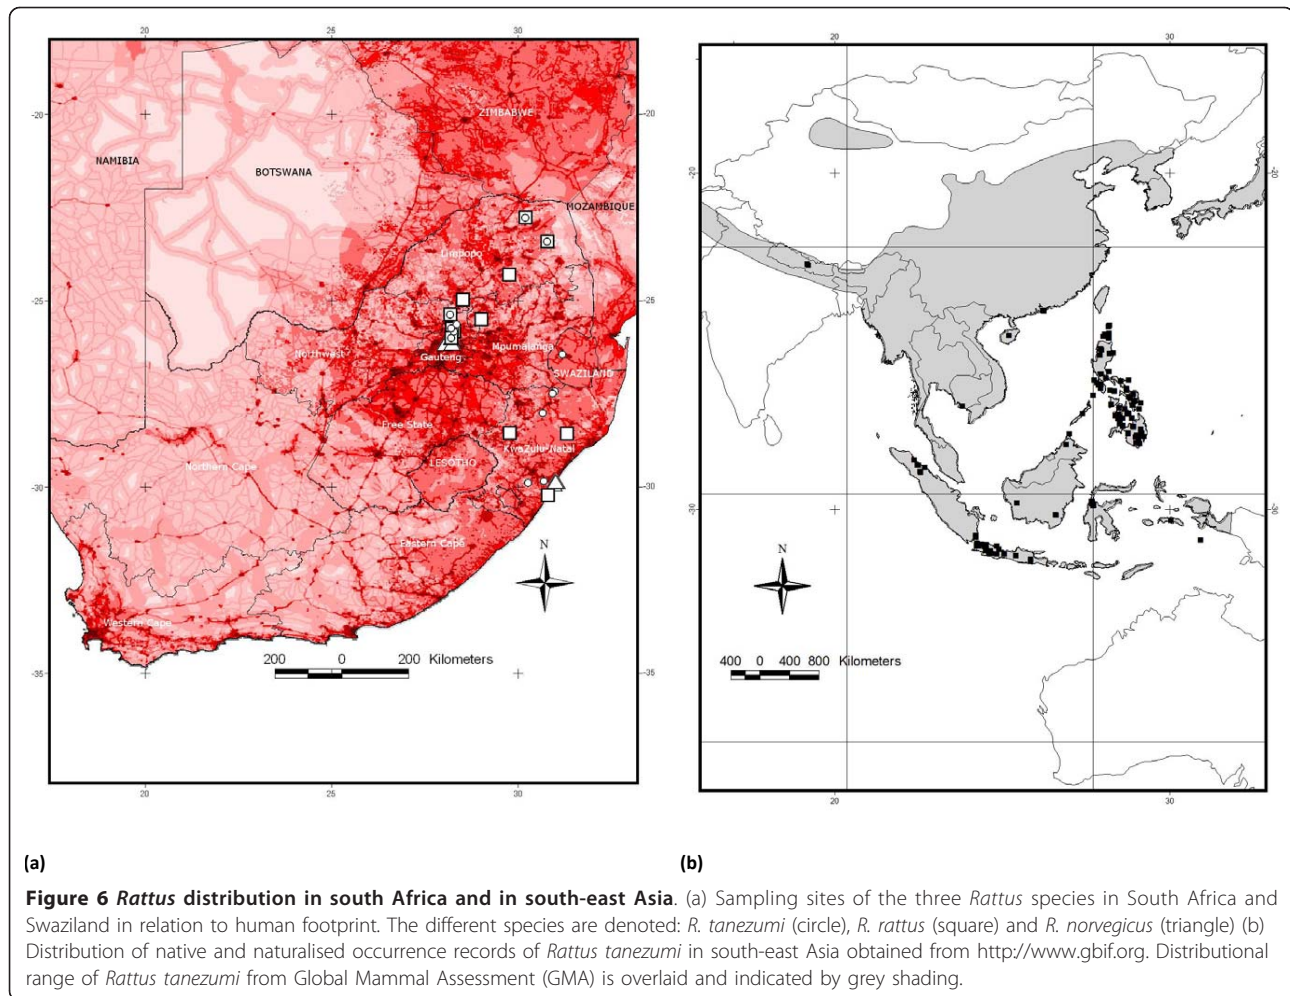 20
30
-20
-25
-30
-35
20
25
30
NAMIBIA
BOTSWANA
ZIMBABWE
MOZAMBIQUE
Limpopo
Northwest
Gauteng
Mpumalanga
SWAZILAND
Free State
KwaZulu-Natal
LESOTHO
Northern Cape
Eastern Cape
Western Cape
N
200 0 200 Kilometers
-20
-25
-30
-35
20
30
-20
-30
N
400 0 400 800 Kilometers
20
30
-20
-30
(a)
(b)
Figure 6 Rattus distribution in south Africa and in south-east Asia. (a) Sampling sites of the three Rattus species in South Africa and
Swaziland in relation to human footprint. The different species are denoted: R. tanezumi (circle), R. rattus (square) and R. norvegicus (triangle) (b)
Distribution of native and naturalised occurrence records of Rattus tanezumi in south-east Asia obtained from http://www.gbif.org. Distributional
range of Rattus tanezumi from Global Mammal Assessment (GMA) is overlaid and indicated by grey shading.